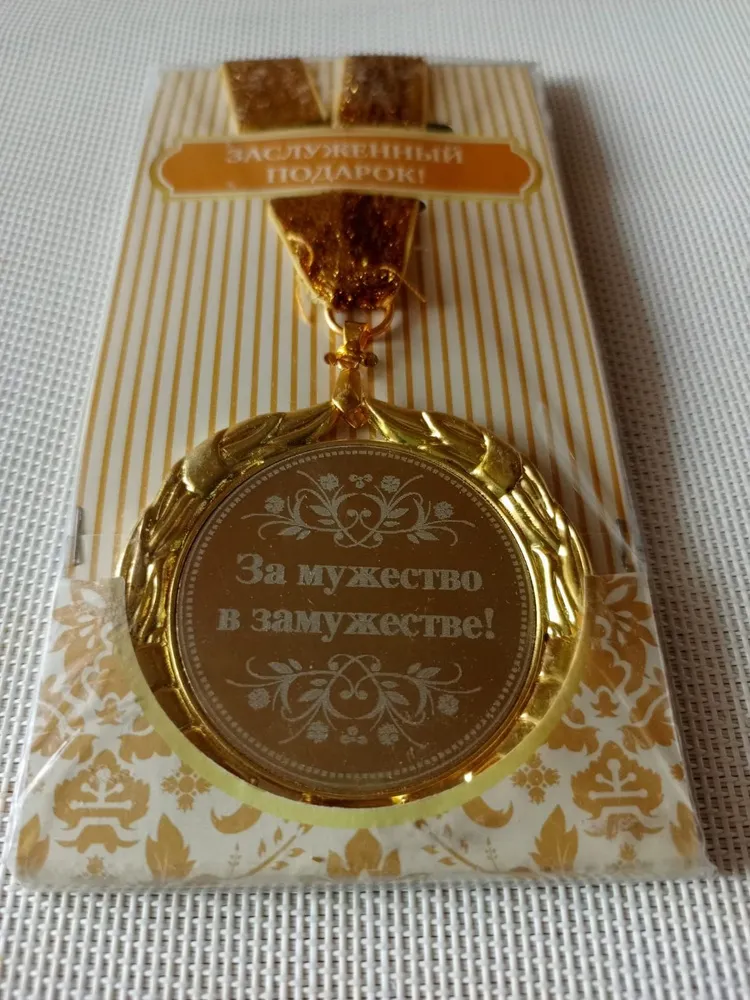 ЗАСЛУЖЕННЫЙ
ПОДАРОК!
За мужество
в замужестве!